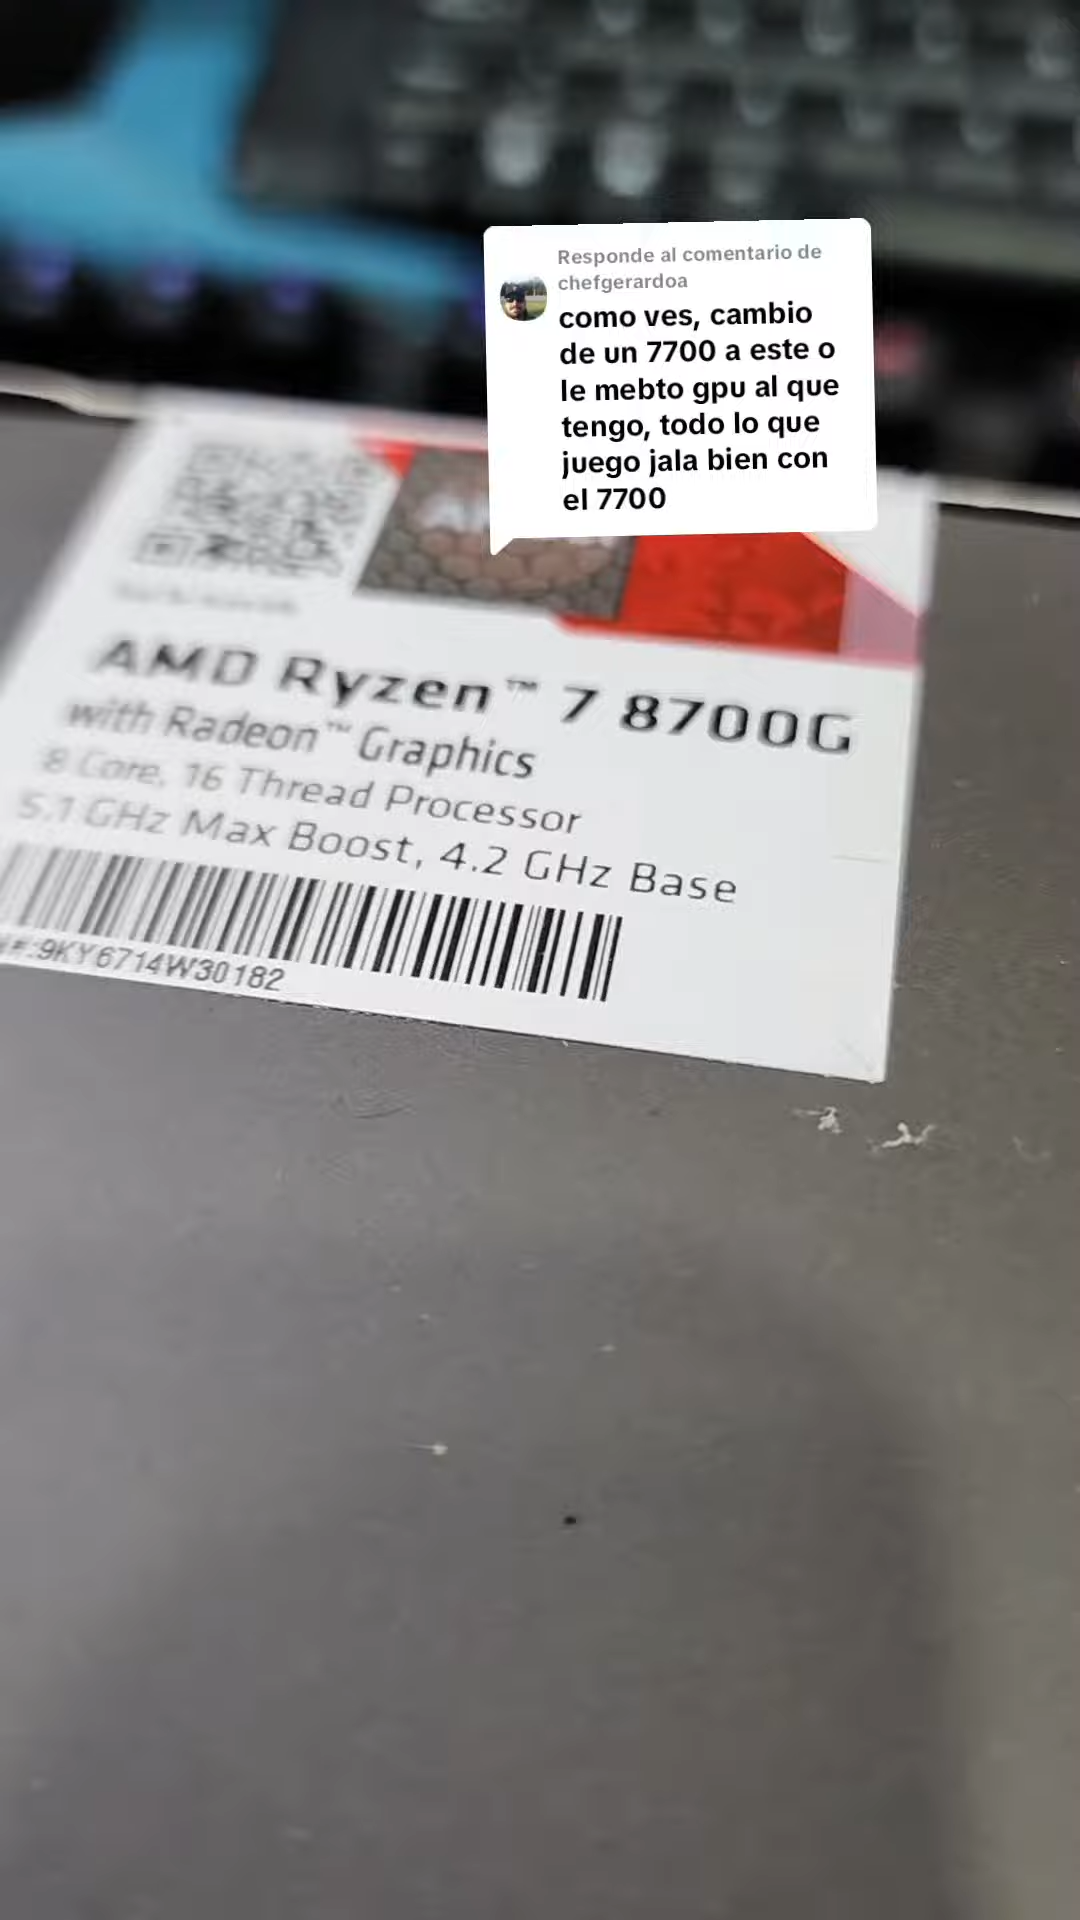 Responde al comentario de
chefgerardoa
como ves, cambio
de un 7700 a este o
le mebto gpu al que
tengo, todo lo que
juego jala bien con
el 7700
AMD Ryzen™ 7 8700G
with Radeon™ Graphics
8 Core, 16 Thread Processor
5.1 GHz Max Boost, 4.2 GHz Base
9KY6714W30182